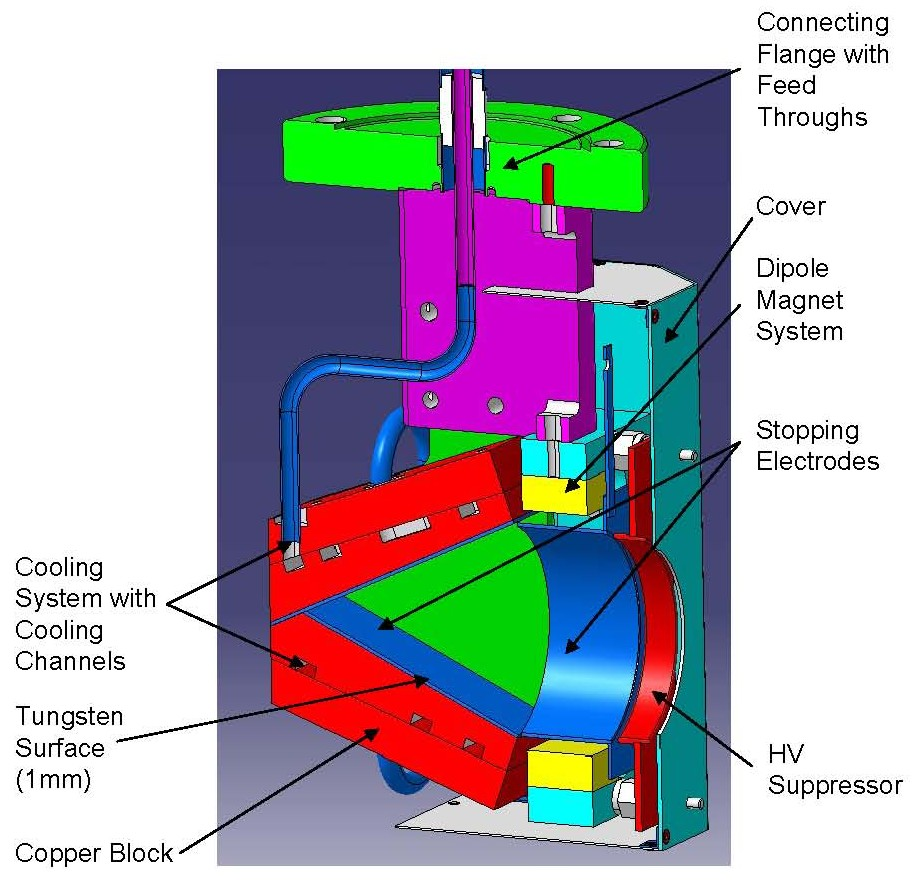 Connecting
Flange with
Feed
Throughs
Cover
Dipole
Magnet
System
Stopping
Electrodes
Cooling
System with
Cooling
Channels
Tungsten
Surface
(1mm)
HV
Suppressor
Copper Block